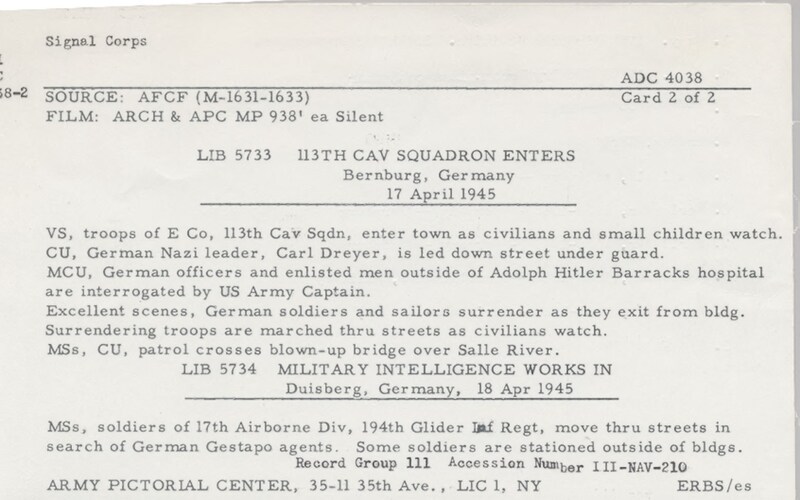 Signal Corps
ADC 4038
38-2
SOURCE: AFCF (M-1631-1633) Card 2 of 2
FILM: ARCH & APC MP 938' ea Silent
LIB 5733 113TH CAV SQUADRON ENTERS
Bernburg, Germany
17 April 1945
VS, troops of E Co, 113th Cav Sqdn, enter town as civilians and small children watch.
CU, German Nazi leader, Carl Dreyer, is led down street under guard.
MCU, German officers and enlisted men outside of Adolph Hitler Barracks hospital
are interrogated by US Army Captain.
Excellent scenes, German soldiers and sailors surrender as they exit from bldg.
Surrendering troops are marched thru streets as civilians watch.
MSs, CU, patrol crosses blown-up bridge over Salle River.
LIB 5734 MILITARY INTELLIGENCE WORKS IN
Duisberg, Germany, 18 Apr 1945
MSs, soldiers of 17th Airborne Div, 194th Glider Inf Regt, move thru streets in
search of German Gestapo agents. Some soldiers are stationed outside of bldgs.
Record Group 111 Accession Number III-NAV-210
ARMY PICTORIAL CENTER, 35-11 35th Ave., LIC 1, NY ERBS/es